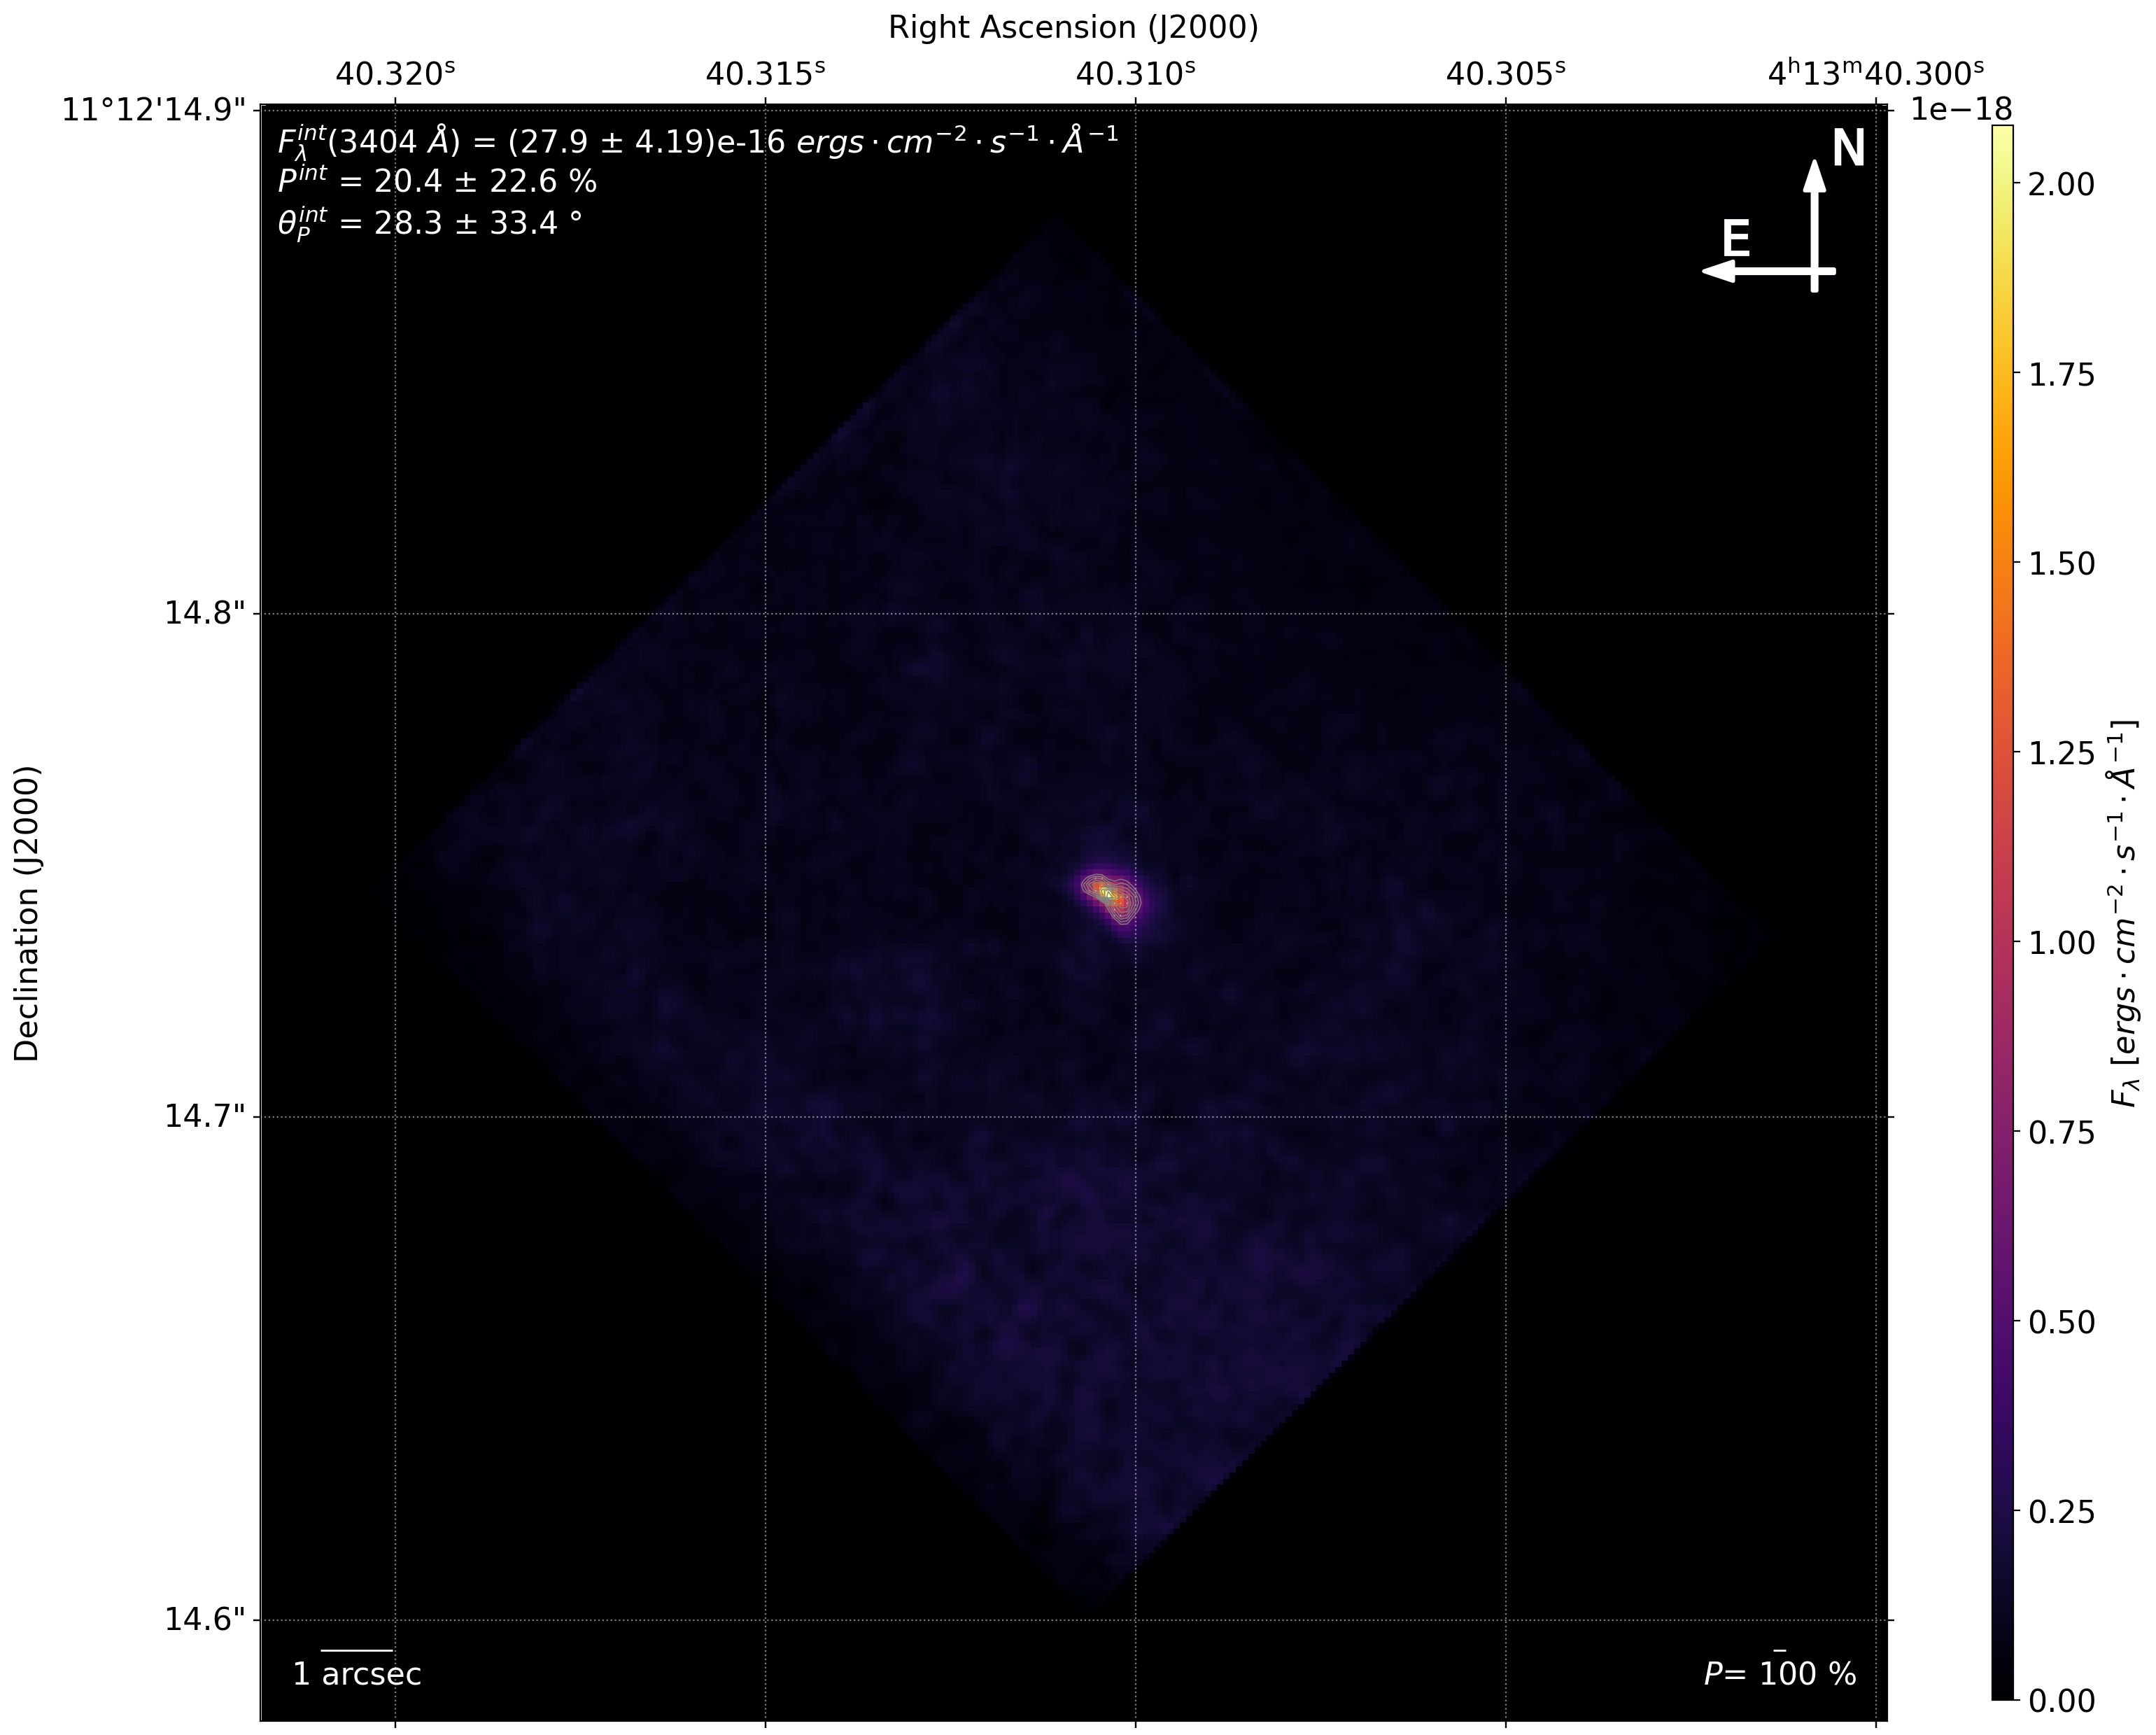 Right Ascension (J2000)
40.320ˢ 40.315ˢ 40.310ˢ 40.305ˢ 4ʰ13ᵐ40.300ˢ
11°12'14.9"
1e−18
F_λ^int(3404 Å) = (27.9 ± 4.19)e-16 ergs · cm⁻² · s⁻¹ · Å⁻¹
P^int = 20.4 ± 22.6 %
θ_P^int = 28.3 ± 33.4 °
N
E
14.8"
14.7"
14.6"
Declination (J2000)
1 arcsec
P= 100 %
2.00
1.75
1.50
1.25
1.00
0.75
0.50
0.25
0.00
F_λ [ergs · cm⁻² · s⁻¹ · Å⁻¹]